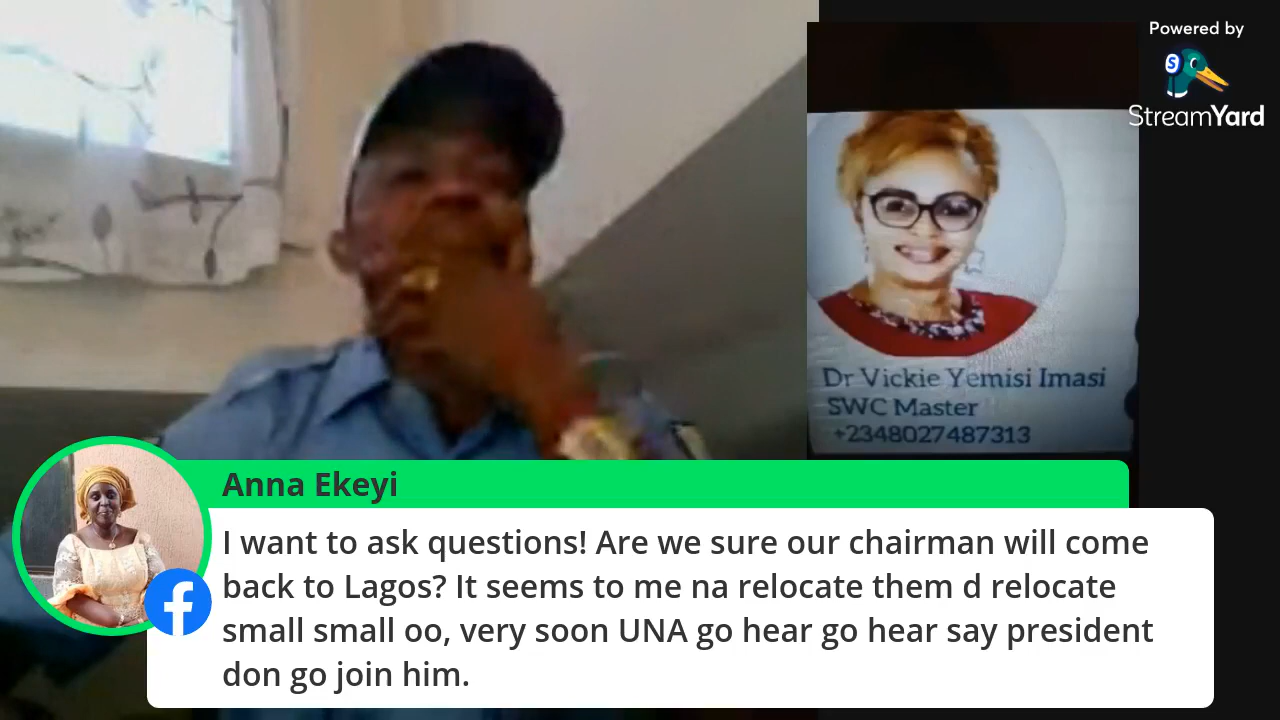 Powered by
StreamYard
Dr Vickie Yemisi Imasi
SWC Master
+2348027487313
Anna Ekeyi
I want to ask questions! Are we sure our chairman will come
back to Lagos? It seems to me na relocate them d relocate
small small oo, very soon UNA go hear go hear say president
don go join him.